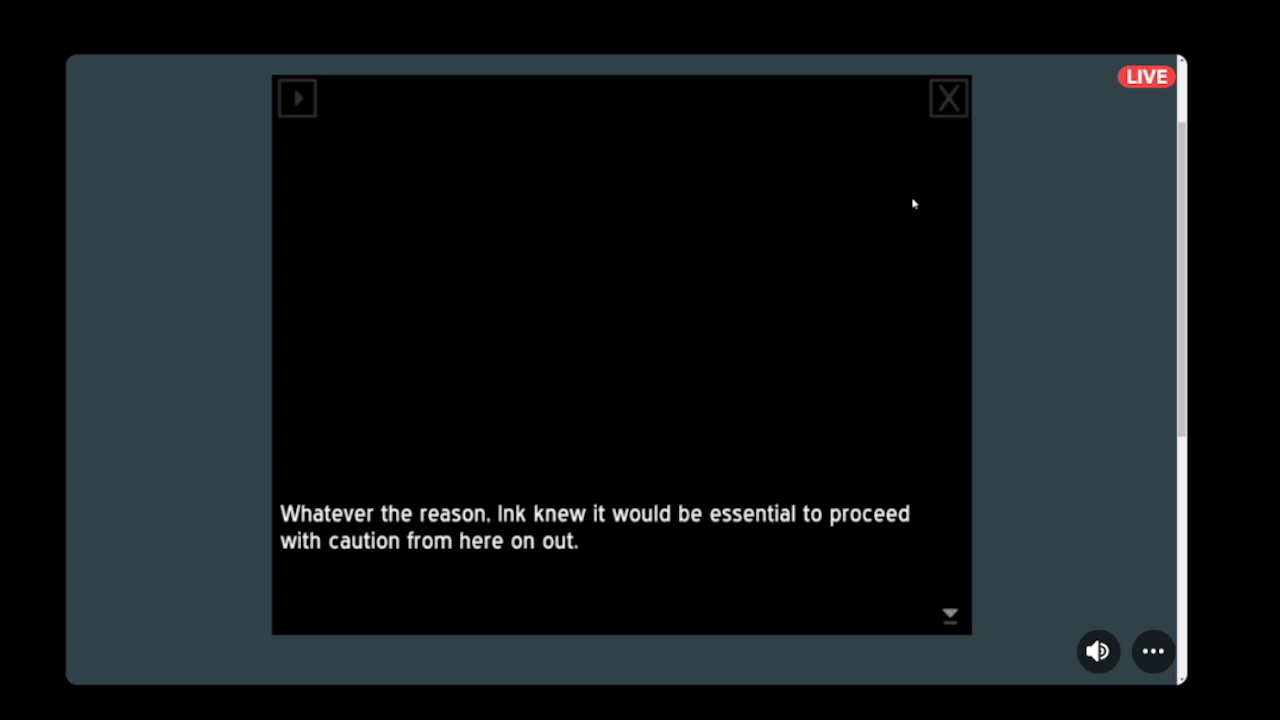 LIVE
Whatever the reason, Ink knew it would be essential to proceed
with caution from here on out.